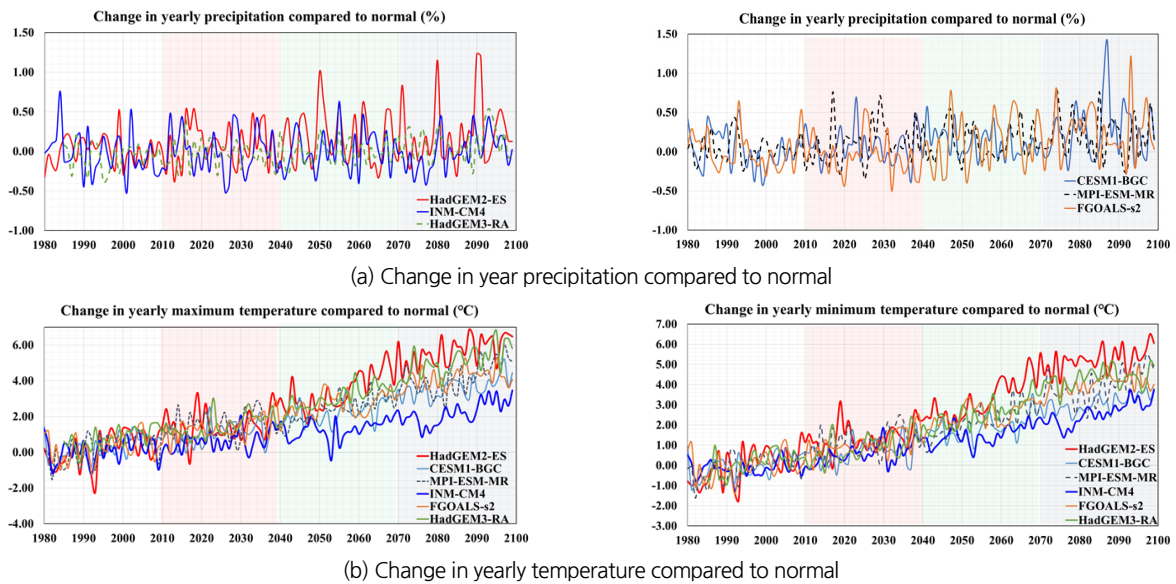 Change in yearly precipitation compared to normal (%)
1.50
1.00
0.50
0.00
-0.50
-1.00
HadGEM2-ES
INM-CM4
HadGEM3-RA
1980 1990 2000 2010 2020 2030 2040 2050 2060 2070 2080 2090 2100
Change in yearly precipitation compared to normal (%)
1.50
1.00
0.50
0.00
-0.50
-1.00
CESM1-BGC
MPI-ESM-MR
FGOALS-s2
1980 1990 2000 2010 2020 2030 2040 2050 2060 2070 2080 2090 2100
(a) Change in year precipitation compared to normal
Change in yearly maximum temperature compared to normal (°C)
6.00
4.00
2.00
0.00
-2.00
-4.00
HadGEM2-ES
CESM1-BGC
MPI-ESM-MR
INM-CM4
FGOALS-s2
HadGEM3-RA
1980 1990 2000 2010 2020 2030 2040 2050 2060 2070 2080 2090 2100
Change in yearly minimum temperature compared to normal (°C)
7.00
6.00
5.00
4.00
3.00
2.00
1.00
0.00
-1.00
-2.00
-3.00
HadGEM2-ES
CESM1-BGC
MPI-ESM-MR
INM-CM4
FGOALS-s2
HadGEM3-RA
1980 1990 2000 2010 2020 2030 2040 2050 2060 2070 2080 2090 2100
(b) Change in yearly temperature compared to normal